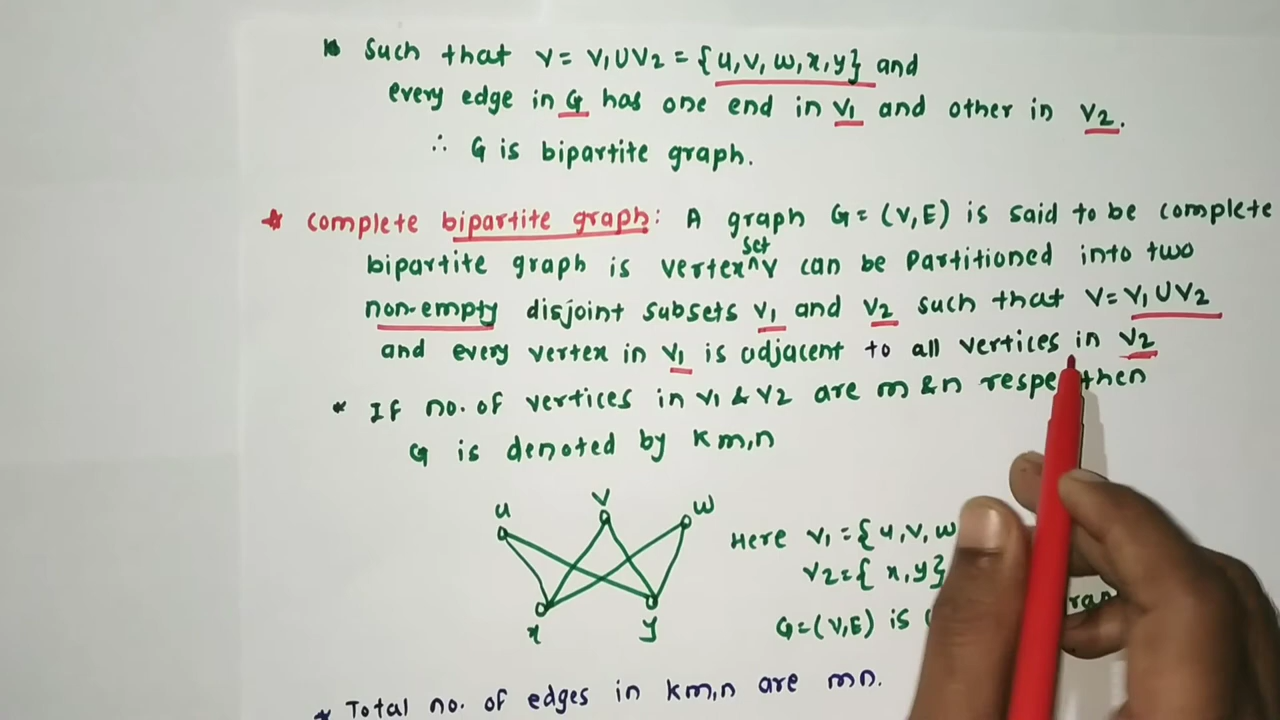 Such that V = V1 U V2 = {u, v, w, x, y} and
every edge in G has one end in V1 and other in V2.
∴ G is bipartite graph.
* Complete bipartite graph: A graph G = (V, E) is said to be complete
set
bipartite graph is vertex ^ V can be Partitioned into two
non-empty disjoint subsets V1 and V2 such that V = V1 U V2
and every vertex in V1 is adjacent to all vertices in V2
* If no. of vertices in V1 & V2 are m & n respe then
G is denoted by Km,n
u v w
Here V1 = {u, v, w
V2 = {x, y}
G = (V, E) is
x y
* Total no. of edges in Km,n are mn.